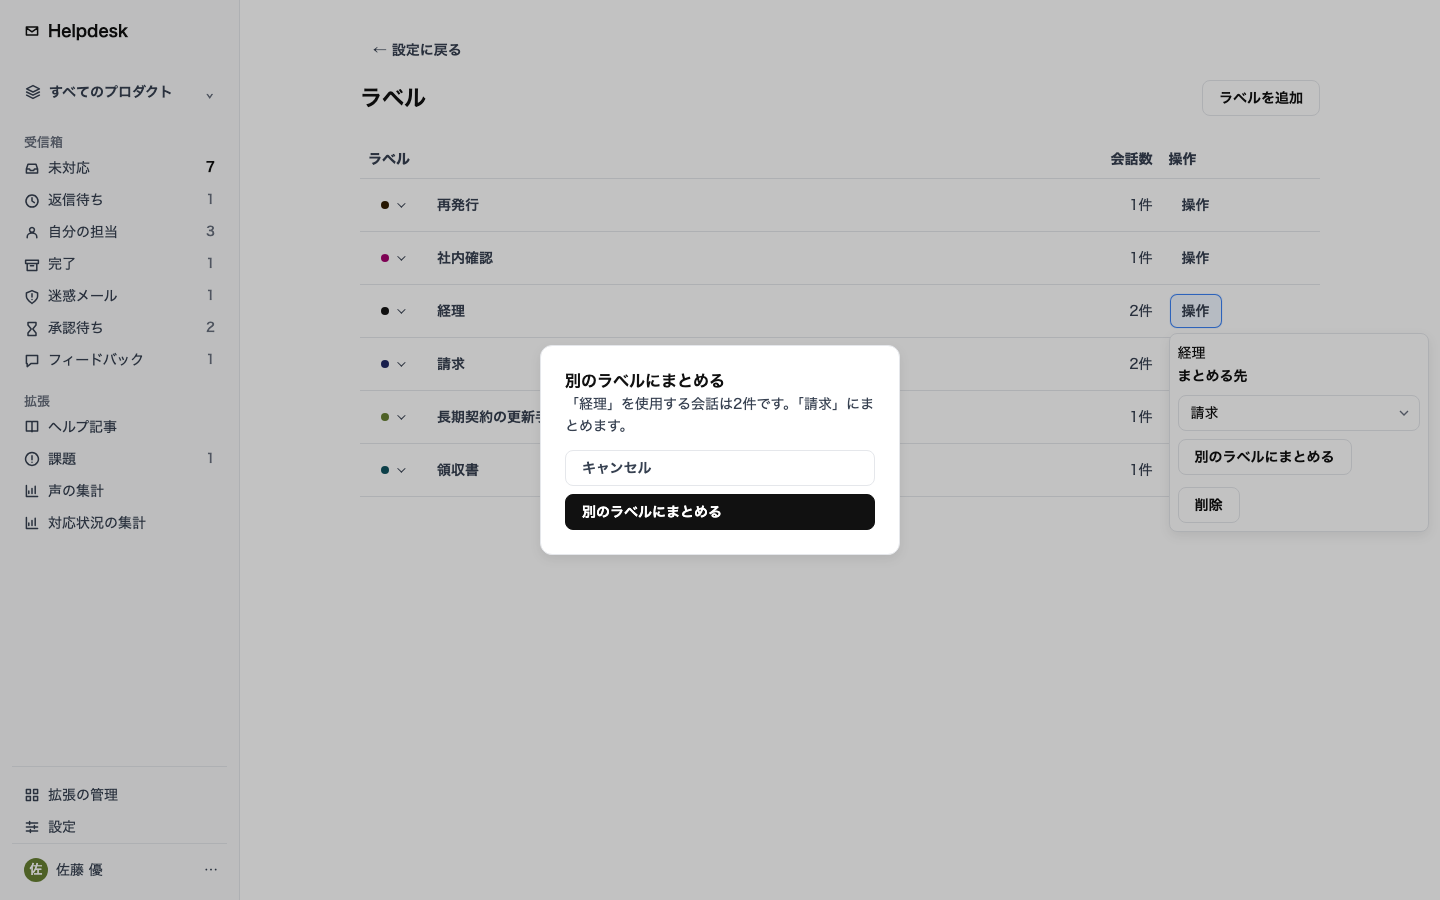 Helpdesk
すべてのプロダクト
受信箱
未対応 7
返信待ち 1
自分の担当 3
完了 1
迷惑メール 1
承認待ち 2
フィードバック 1
拡張
ヘルプ記事
課題 1
声の集計
対応状況の集計
拡張の管理
設定
佐 佐藤 優 …
← 設定に戻る
ラベル
ラベルを追加
ラベル 会話数 操作
再発行 1件 操作
社内確認 1件 操作
経理 2件 操作
請求 2件
長期契約の更新手 1件
領収書 1件
経理
まとめる先
請求
別のラベルにまとめる
削除
別のラベルにまとめる
「経理」を使用する会話は2件です。「請求」にま
とめます。
キャンセル
別のラベルにまとめる